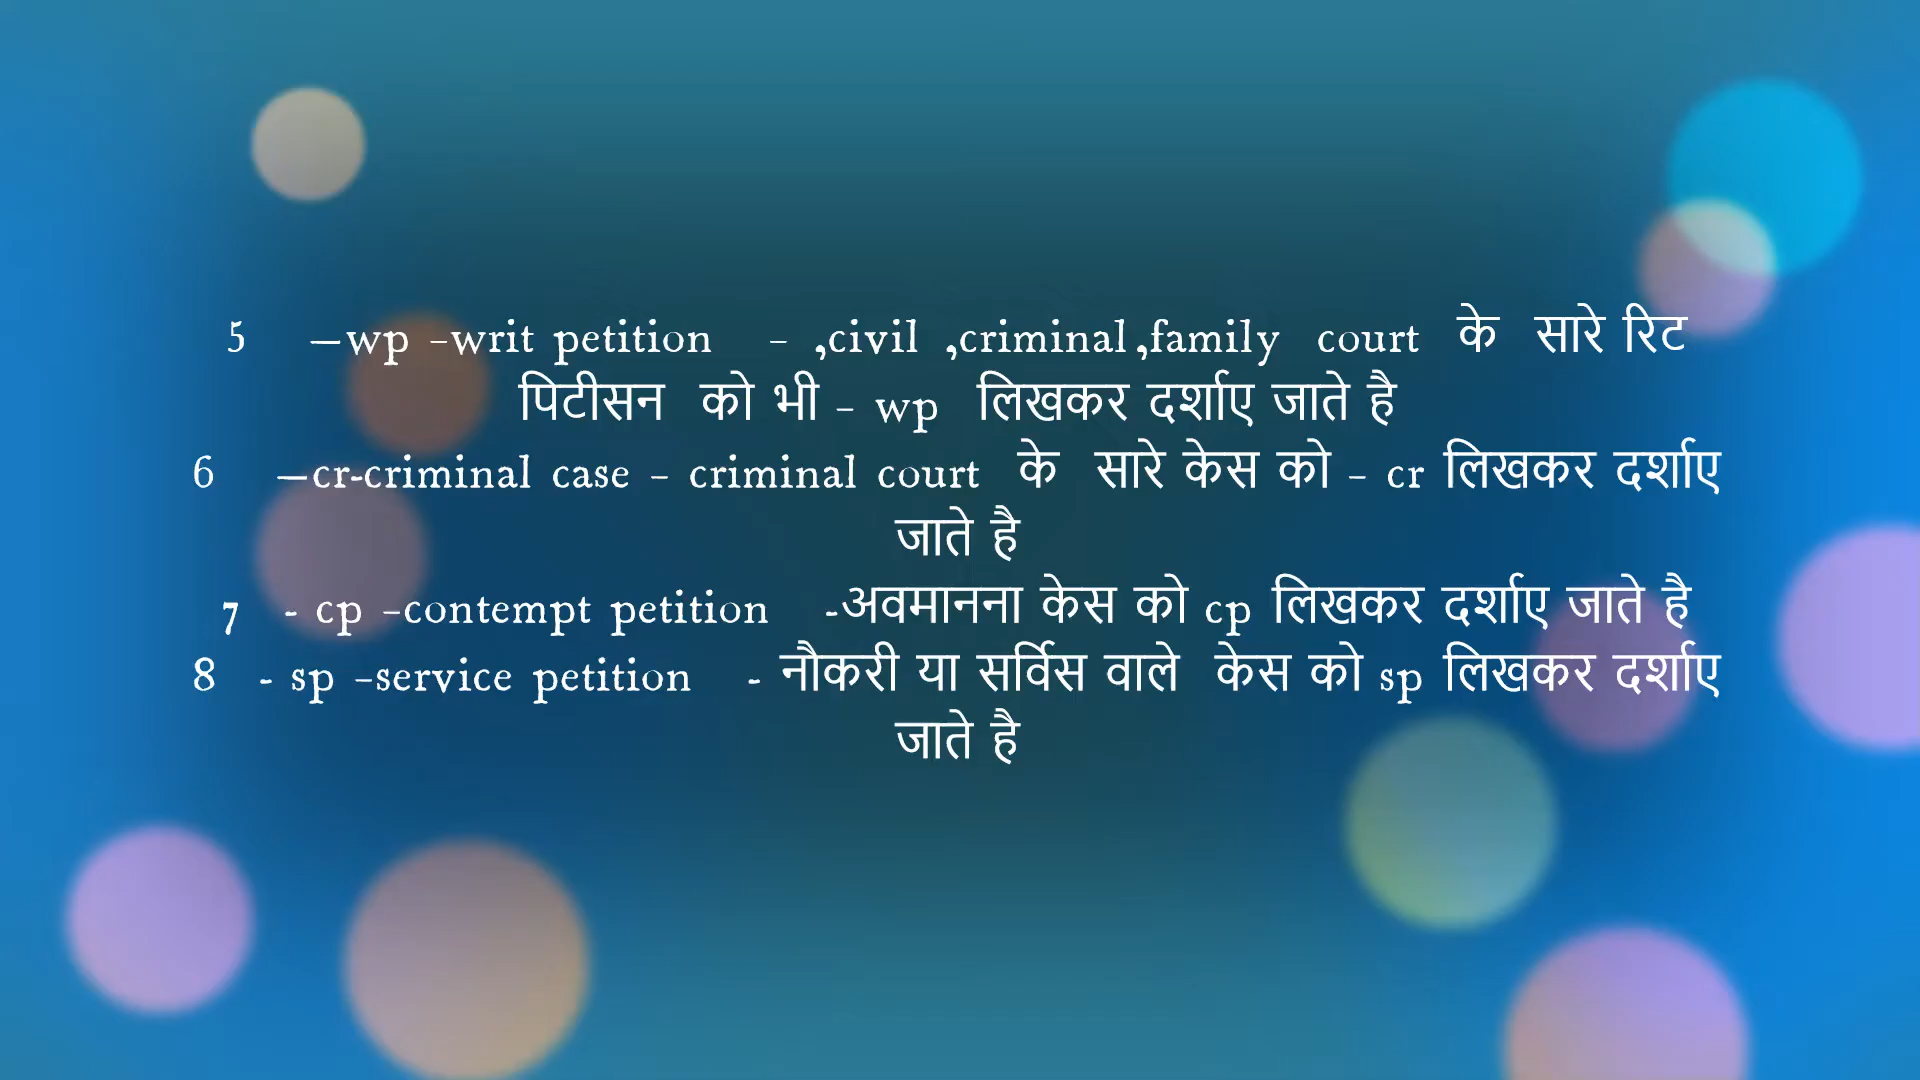 5 –wp –writ petition – ,civil ,criminal,family court के सारे रिट
पिटीसन को भी – wp लिखकर दर्शाए जाते है
6 –cr-criminal case – criminal court के सारे केस को – cr लिखकर दर्शाए
जाते है
7 - cp –contempt petition -अवमानना केस को cp लिखकर दर्शाए जाते है
8 - sp –service petition - नौकरी या सर्विस वाले केस को sp लिखकर दर्शाए
जाते है